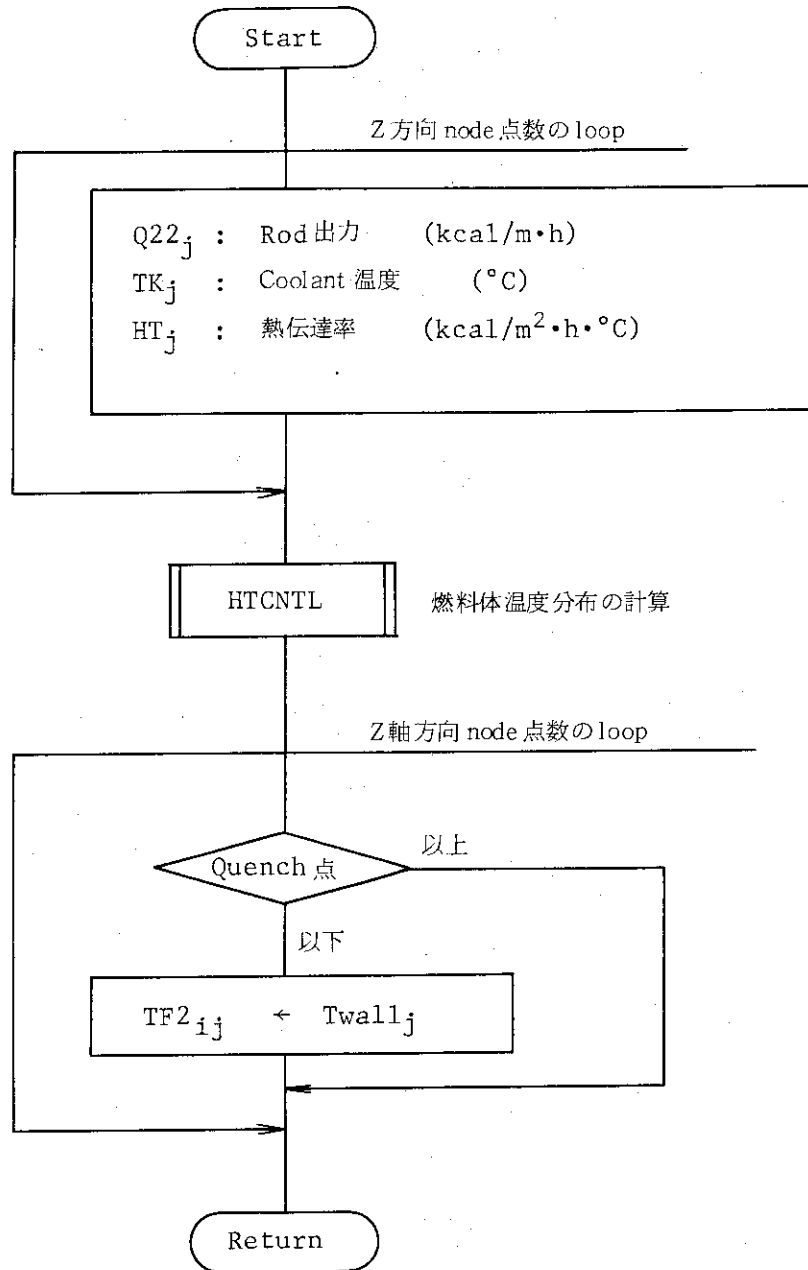 Start
Z方向node点数のloop
Q22j : Rod出力 (kcal/m・h)
TKj : Coolant温度 (°C)
HTj : 熱伝達率 (kcal/m²・h・°C)
HTCNTL 燃料体温度分布の計算
Z軸方向node点数のloop
Quench点 以上
以下
TF2ij ← Twallj
Return